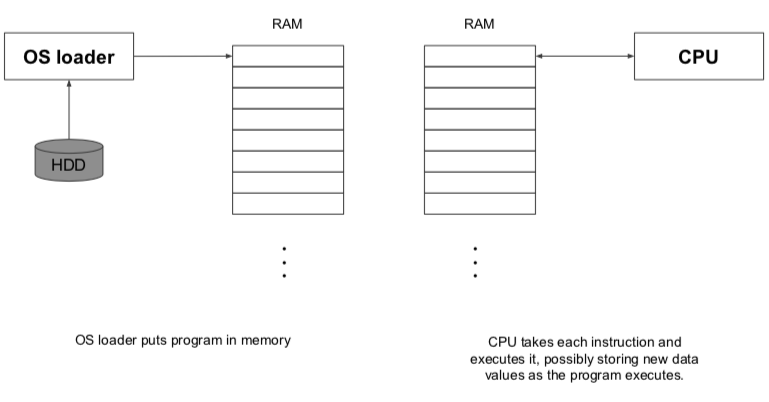 RAM
OS loader
HDD
OS loader puts program in memory
RAM
CPU
CPU takes each instruction and
executes it, possibly storing new data
values as the program executes.